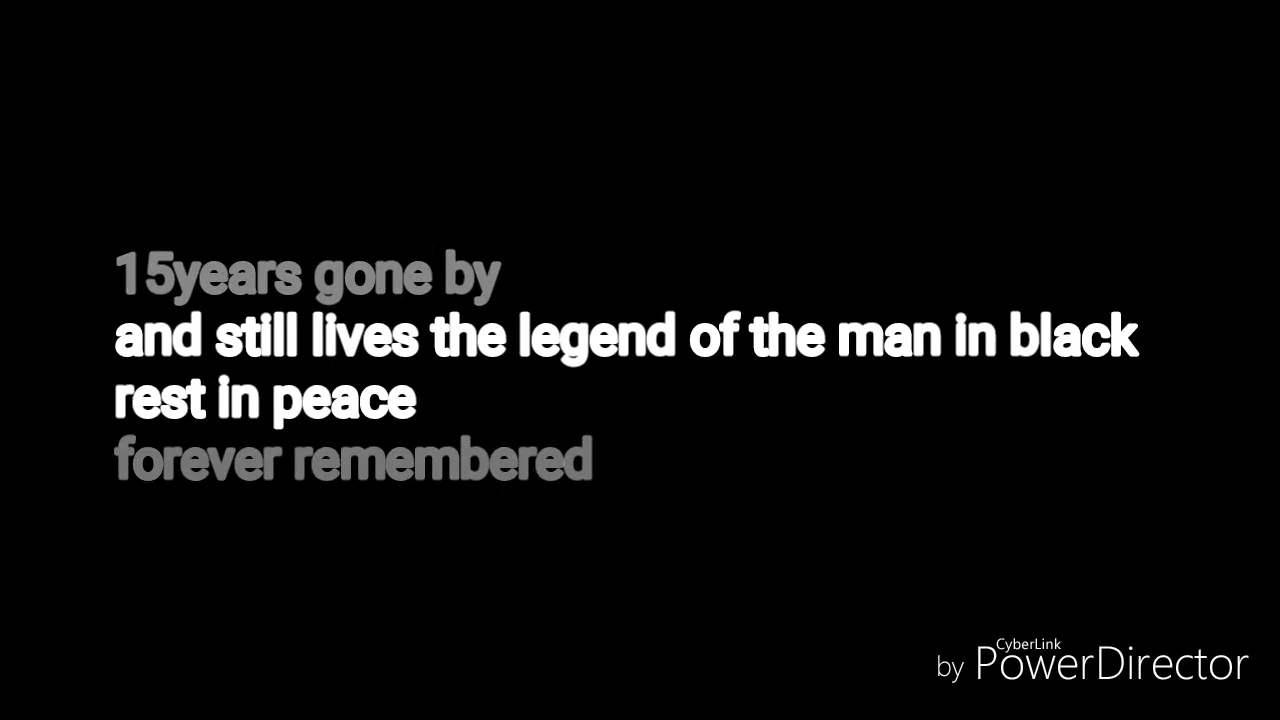 15years gone by
and still lives the legend of the man in black
rest in peace
forever remembered
CyberLink
by PowerDirector